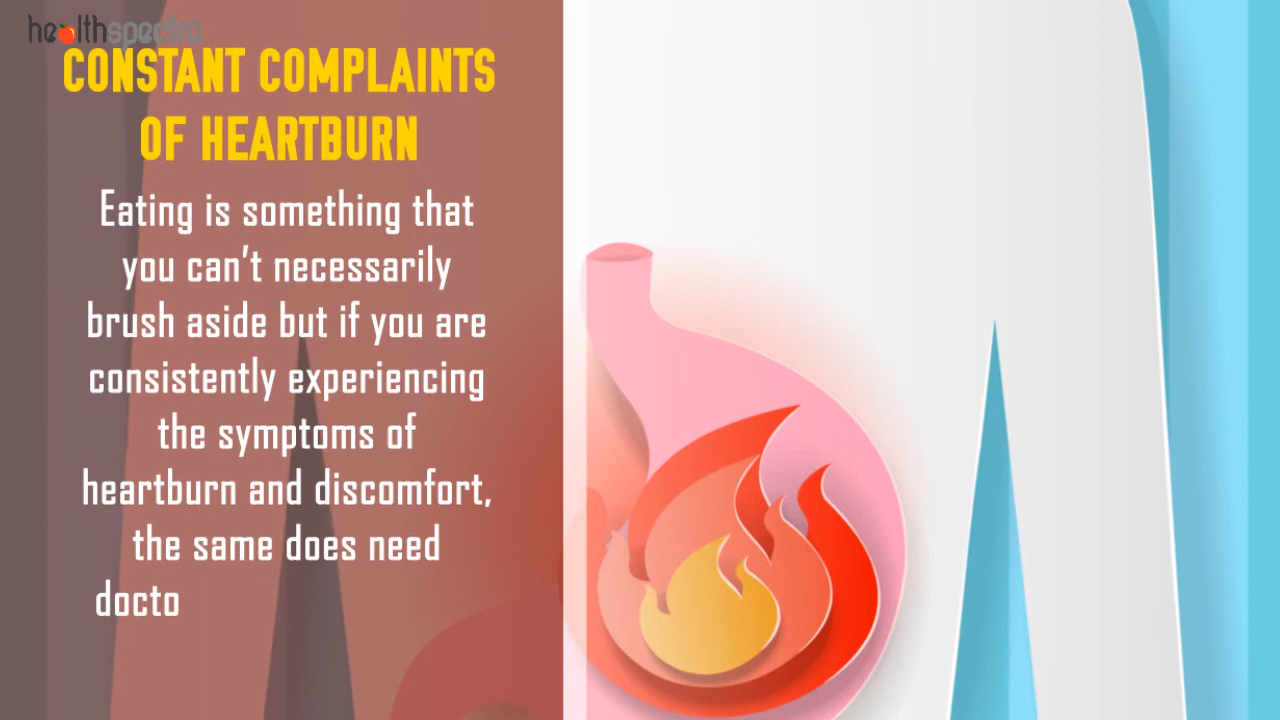 healthspectra
CONSTANT COMPLAINTS
OF HEARTBURN
Eating is something that
you can't necessarily
brush aside but if you are
consistently experiencing
the symptoms of
heartburn and discomfort,
the same does need
docto